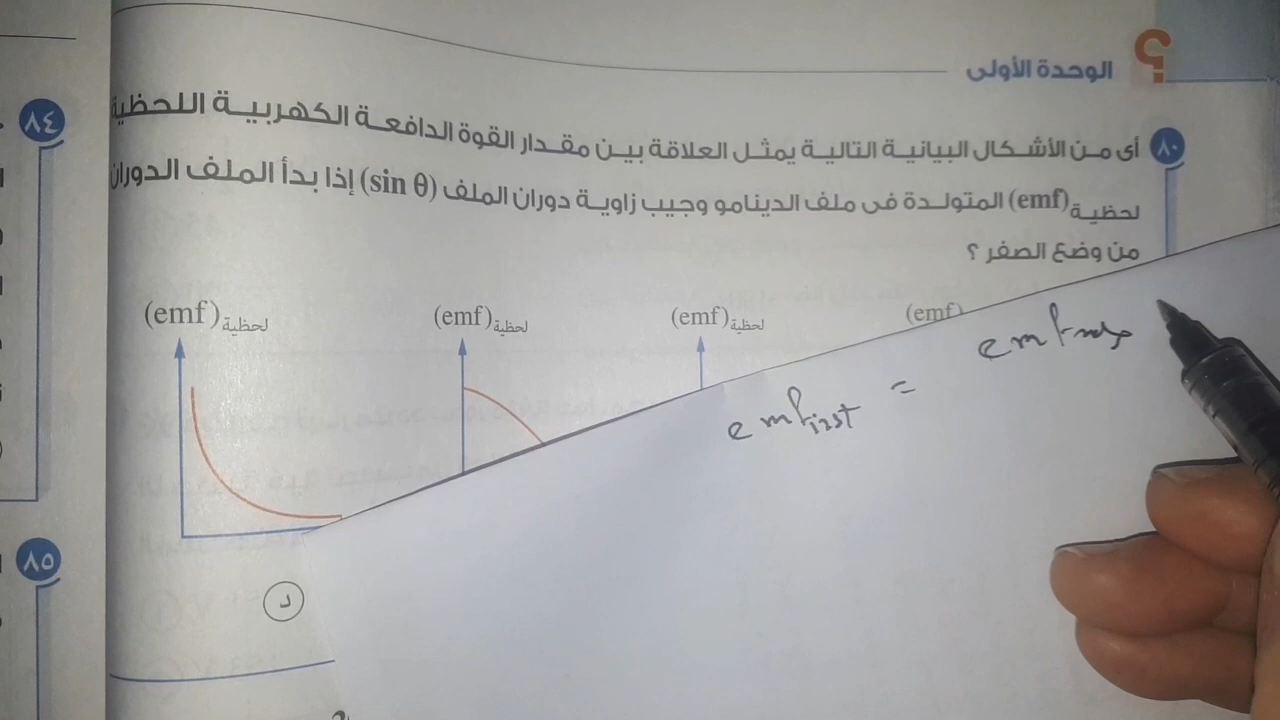 الوحدة الأولى
؟
٨٤
٨٠ أى من الأشكال البيانية التالية يمثل العلاقة بين مقدار القوة الدافعة الكهربية اللحظية
لحظية(emf) المتولدة فى ملف الدينامو وجيب زاوية دوران الملف (sin θ) إذا بدأ الملف الدوران
من وضع الصفر ؟
(emf)
(emf)لحظية
(emf)لحظية
(emf)لحظية
emfinst = emfmax
٨٥
د